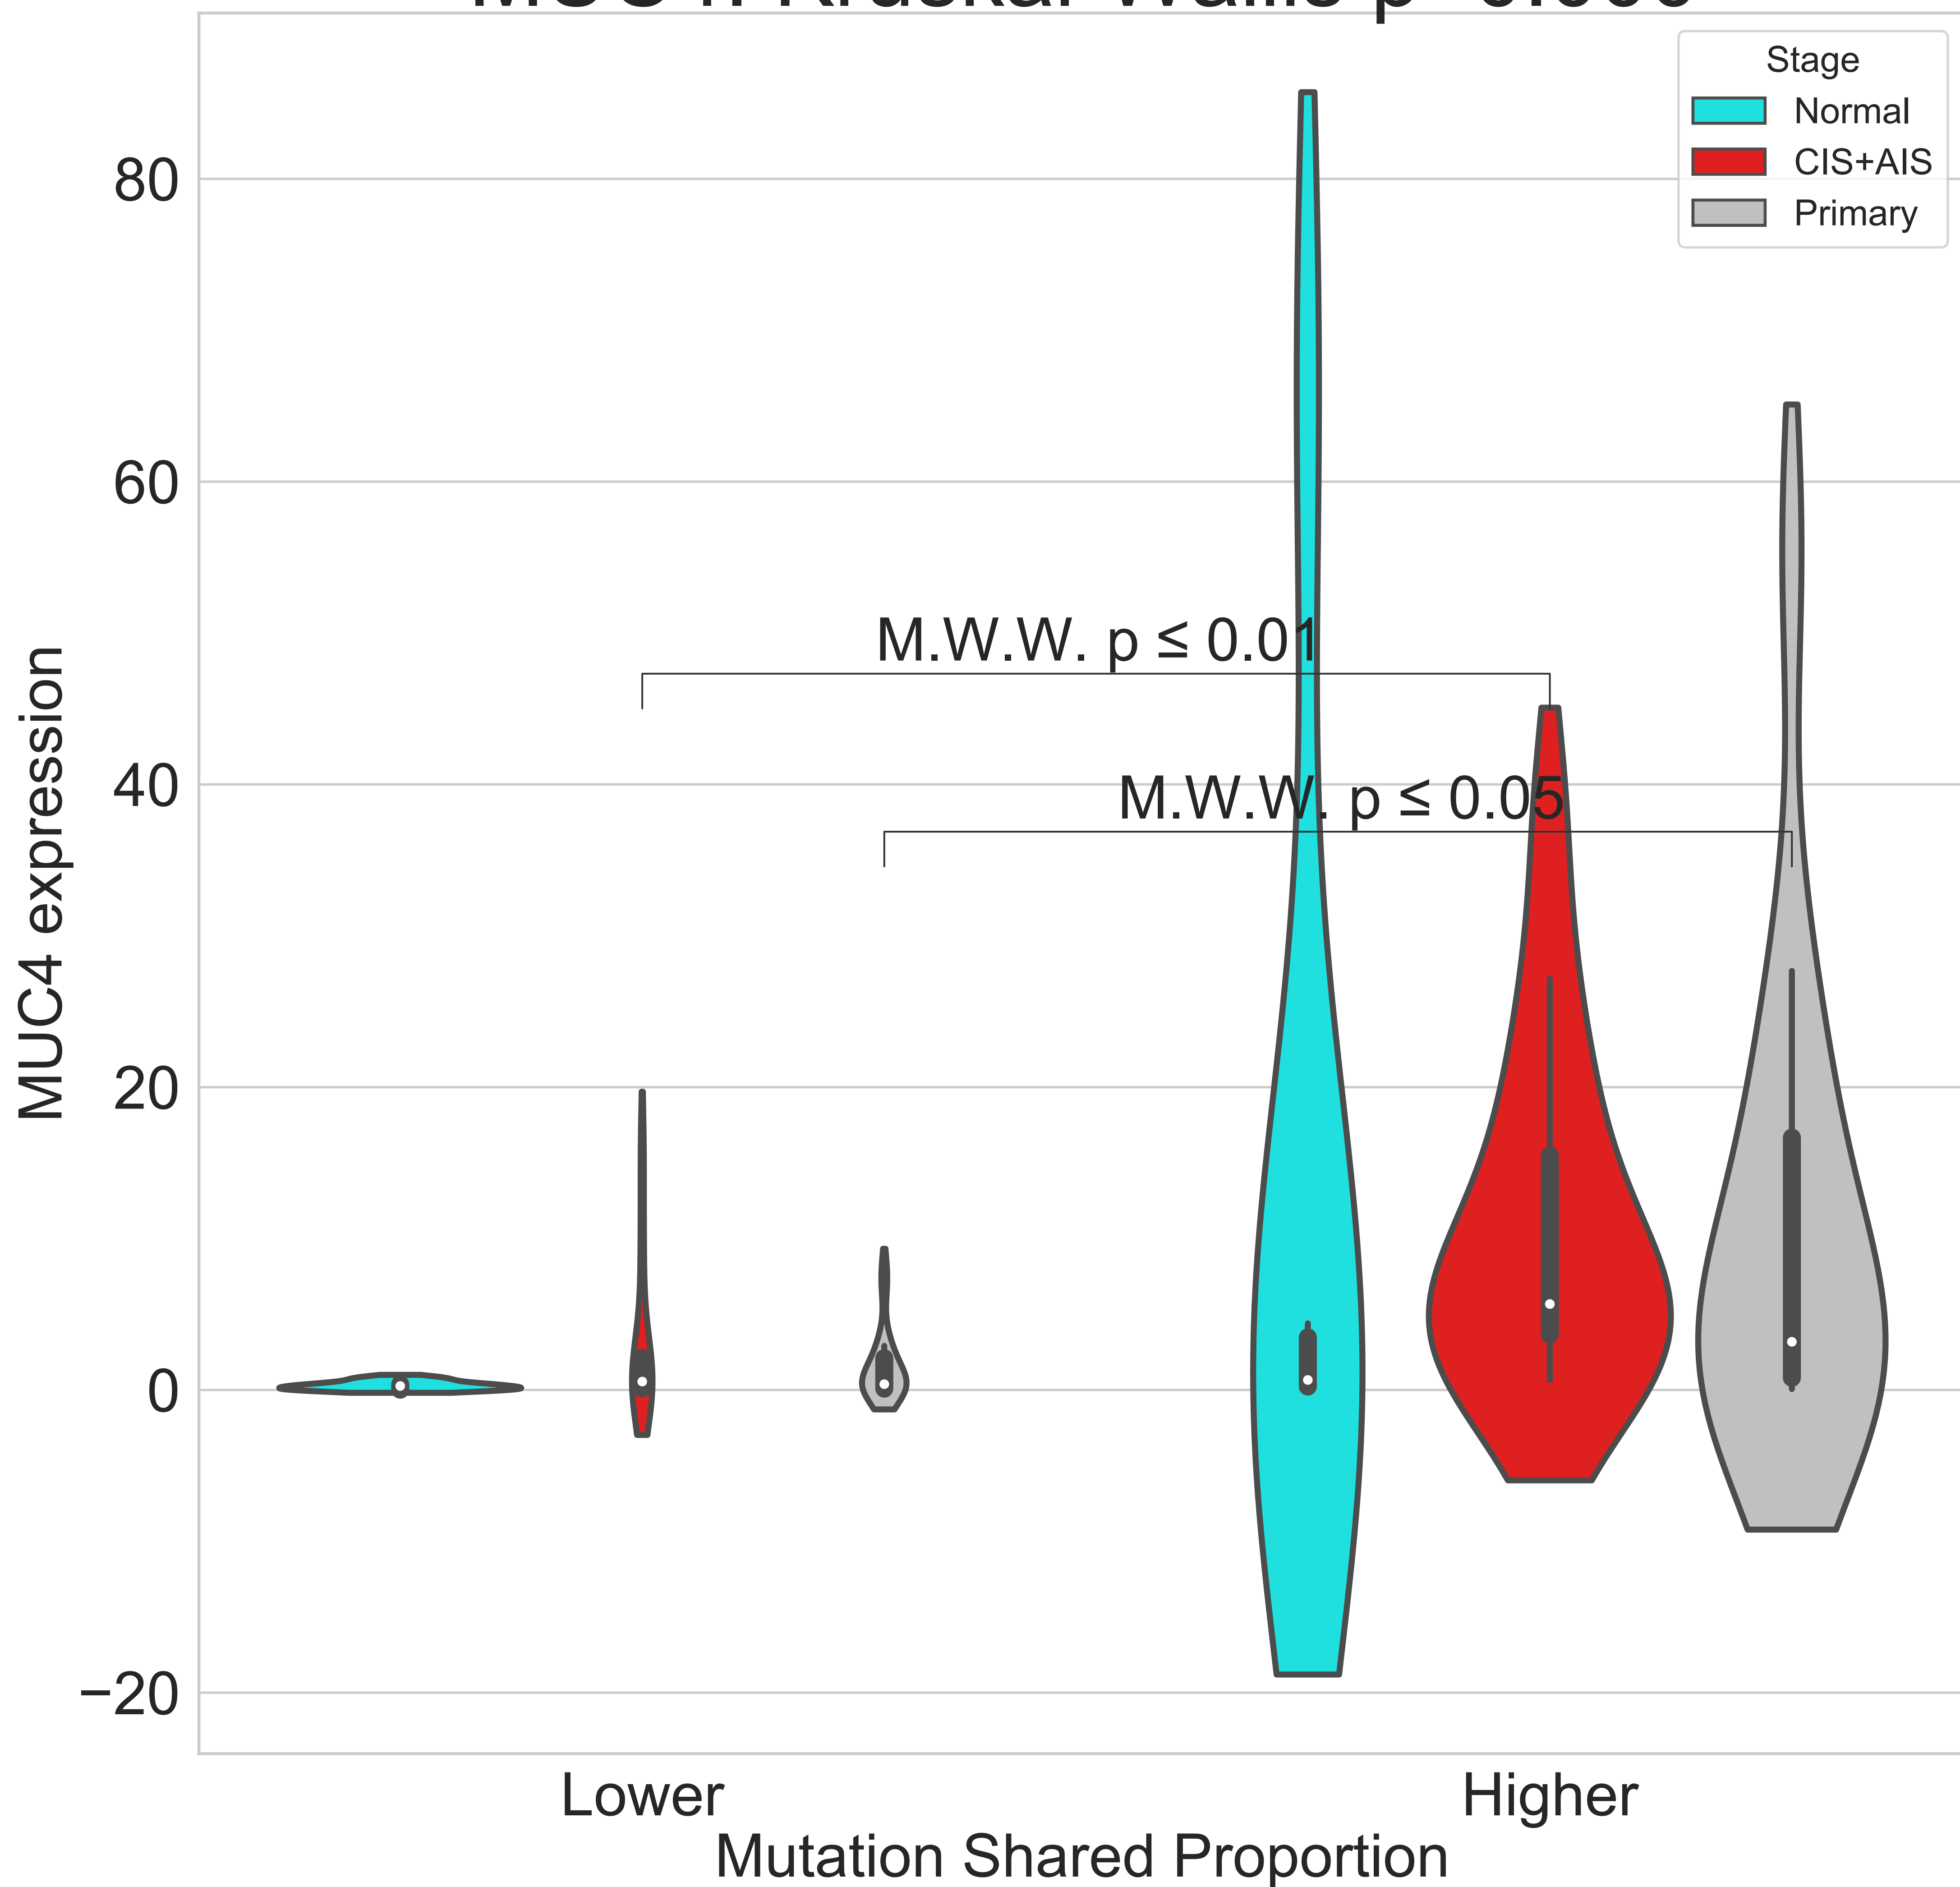 Stage
Normal
CIS+AIS
Primary
80
60
40
20
0
−20
M.W.W. p ≤ 0.01
M.W.W. p ≤ 0.05
MUC4 expression
Lower
Higher
Mutation Shared Proportion